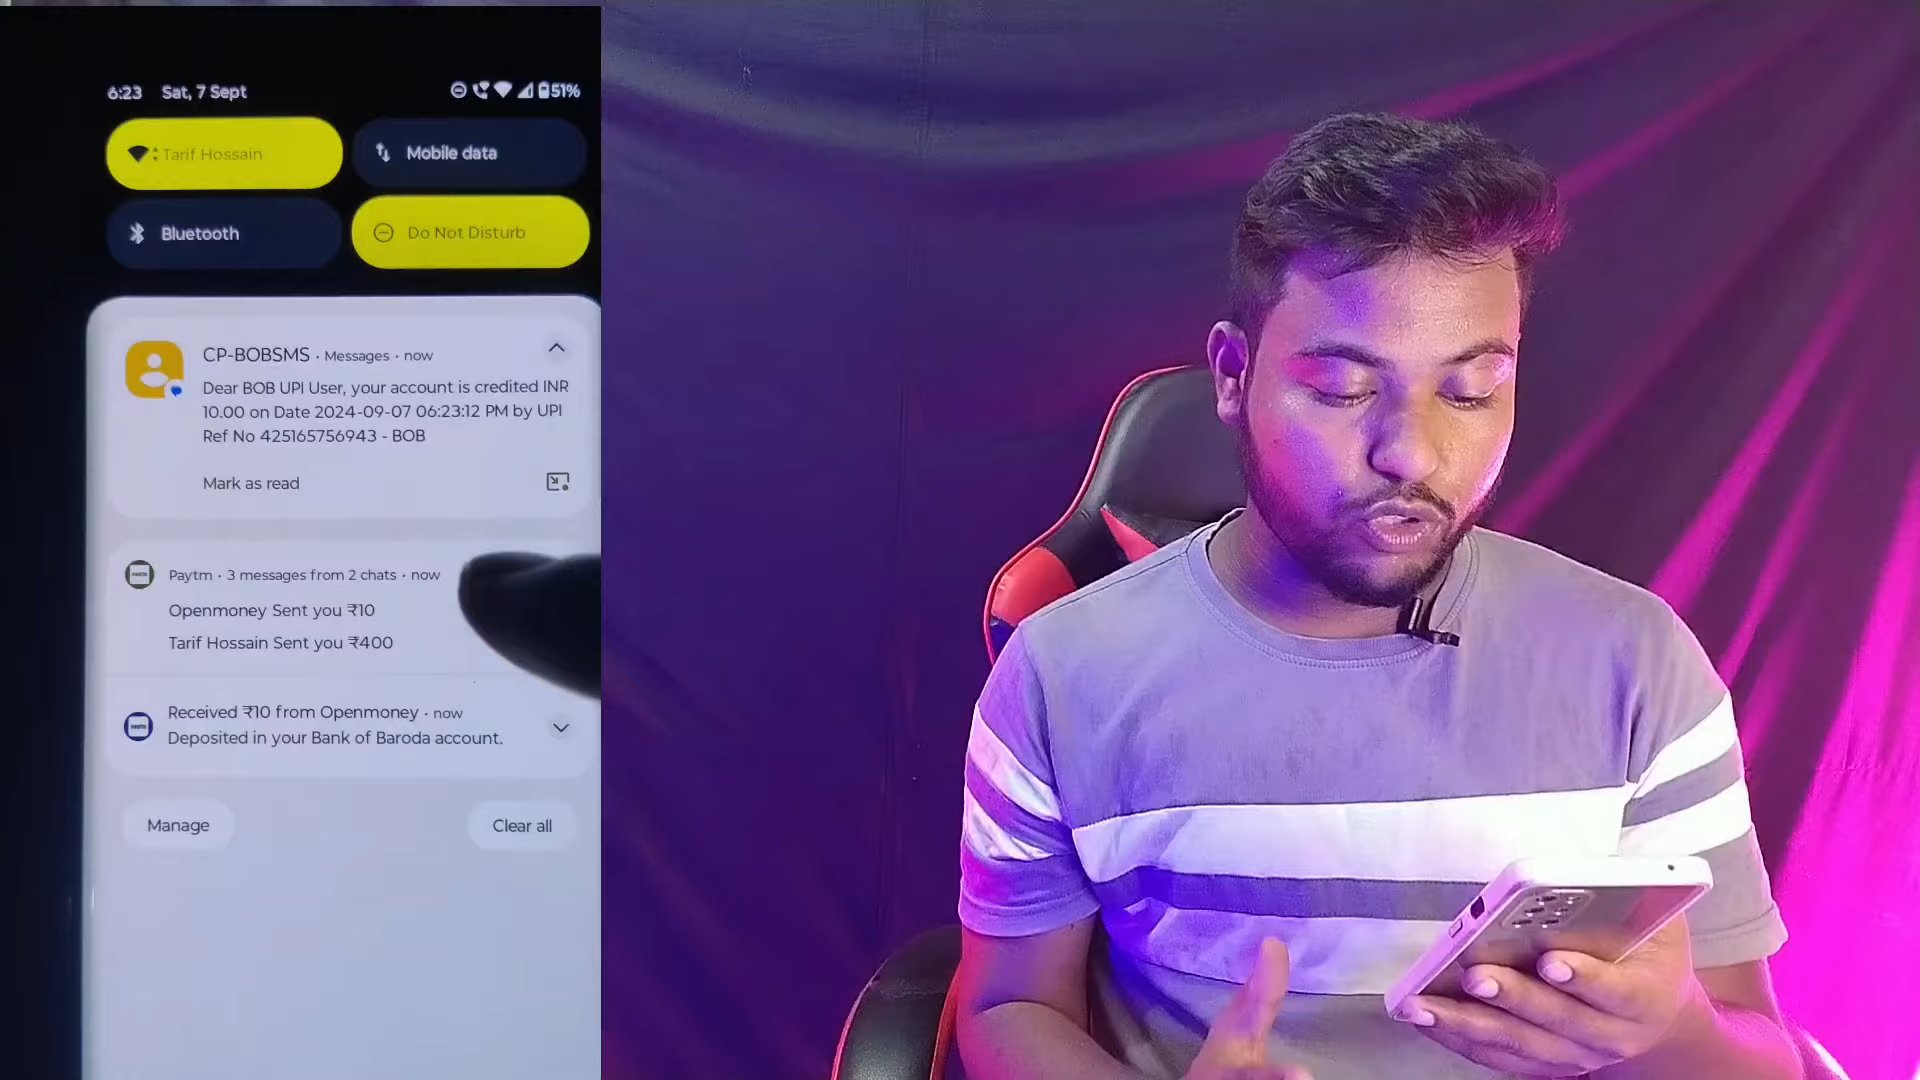 6:23 Sat, 7 Sept 51%
Tarif Hossain
Mobile data
Bluetooth
Do Not Disturb
CP-BOBSMS • Messages • now
Dear BOB UPI User, your account is credited INR
10.00 on Date 2024-09-07 06:23:12 PM by UPI
Ref No 425165756943 - BOB
Mark as read
Paytm • 3 messages from 2 chats • now
Openmoney Sent you ₹10
Tarif Hossain Sent you ₹400
Received ₹10 from Openmoney • now
Deposited in your Bank of Baroda account.
Manage
Clear all